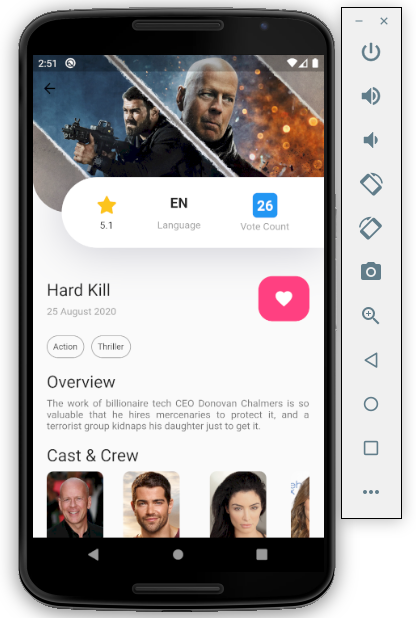 2:51
5.1
EN
Language
26
Vote Count
Hard Kill
25 August 2020
Action
Thriller
Overview
The work of billionaire tech CEO Donovan Chalmers is so
valuable that he hires mercenaries to protect it, and a
terrorist group kidnaps his daughter just to get it.
Cast & Crew